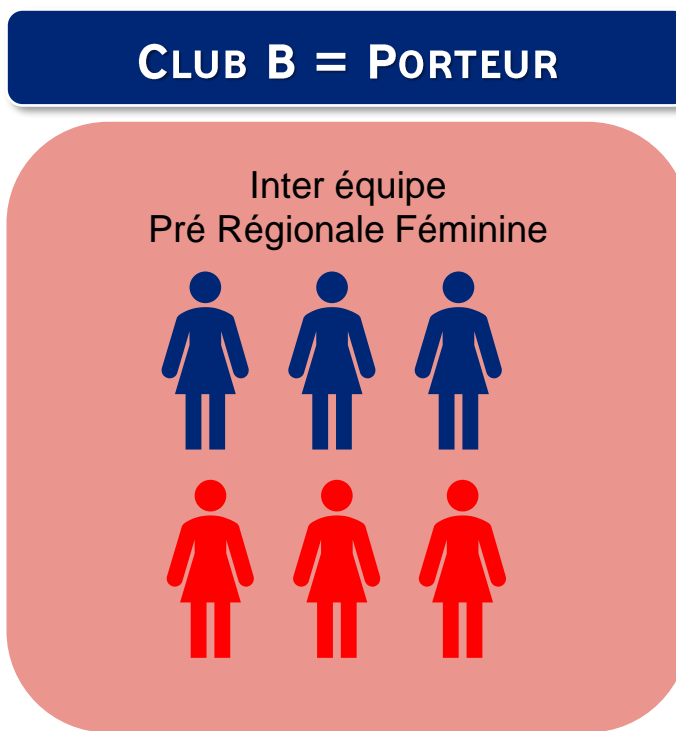 Club B = Porteur
Inter équipe
Pré Régionale Féminine